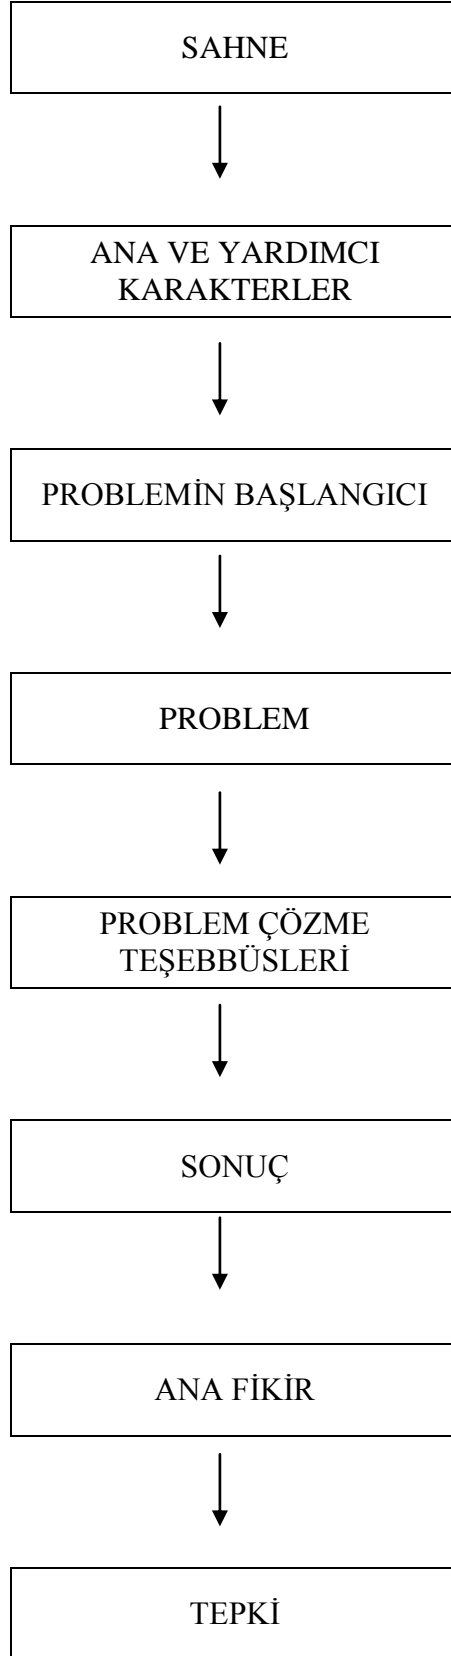 SAHNE
ANA VE YARDIMCI
KARAKTERLER
PROBLEMİN BAŞLANGICI
PROBLEM
PROBLEM ÇÖZME
TEŞEBBÜSLERİ
SONUÇ
ANA FİKİR
TEPKİ